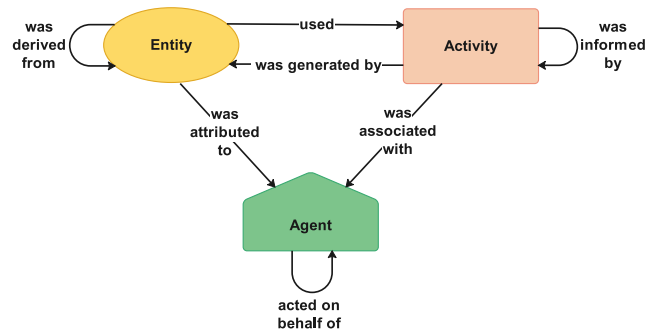 was
derived
from
Entity
used
was generated by
Activity
was
informed
by
was
attributed
to
was
associated
with
Agent
acted on
behalf of